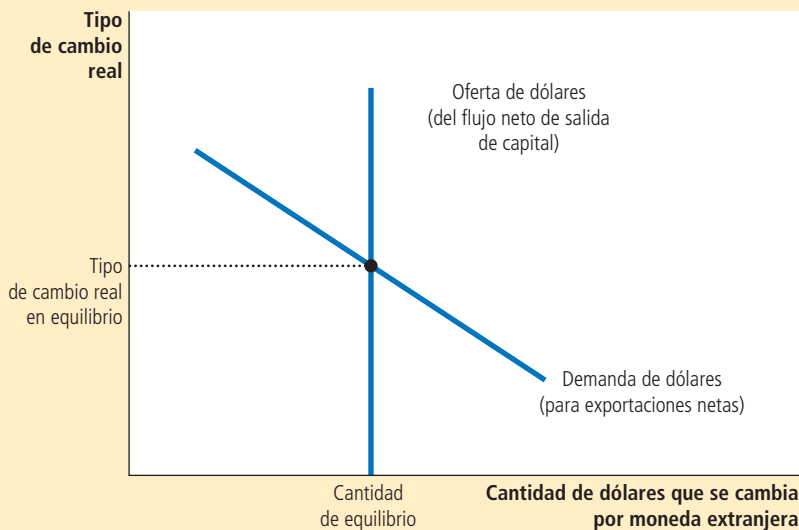 Tipo
de cambio
real
Oferta de dólares
(del flujo neto de salida
de capital)
Tipo
de cambio real
en equilibrio
Demanda de dólares
(para exportaciones netas)
Cantidad
de equilibrio
Cantidad de dólares que se cambia
por moneda extranjera